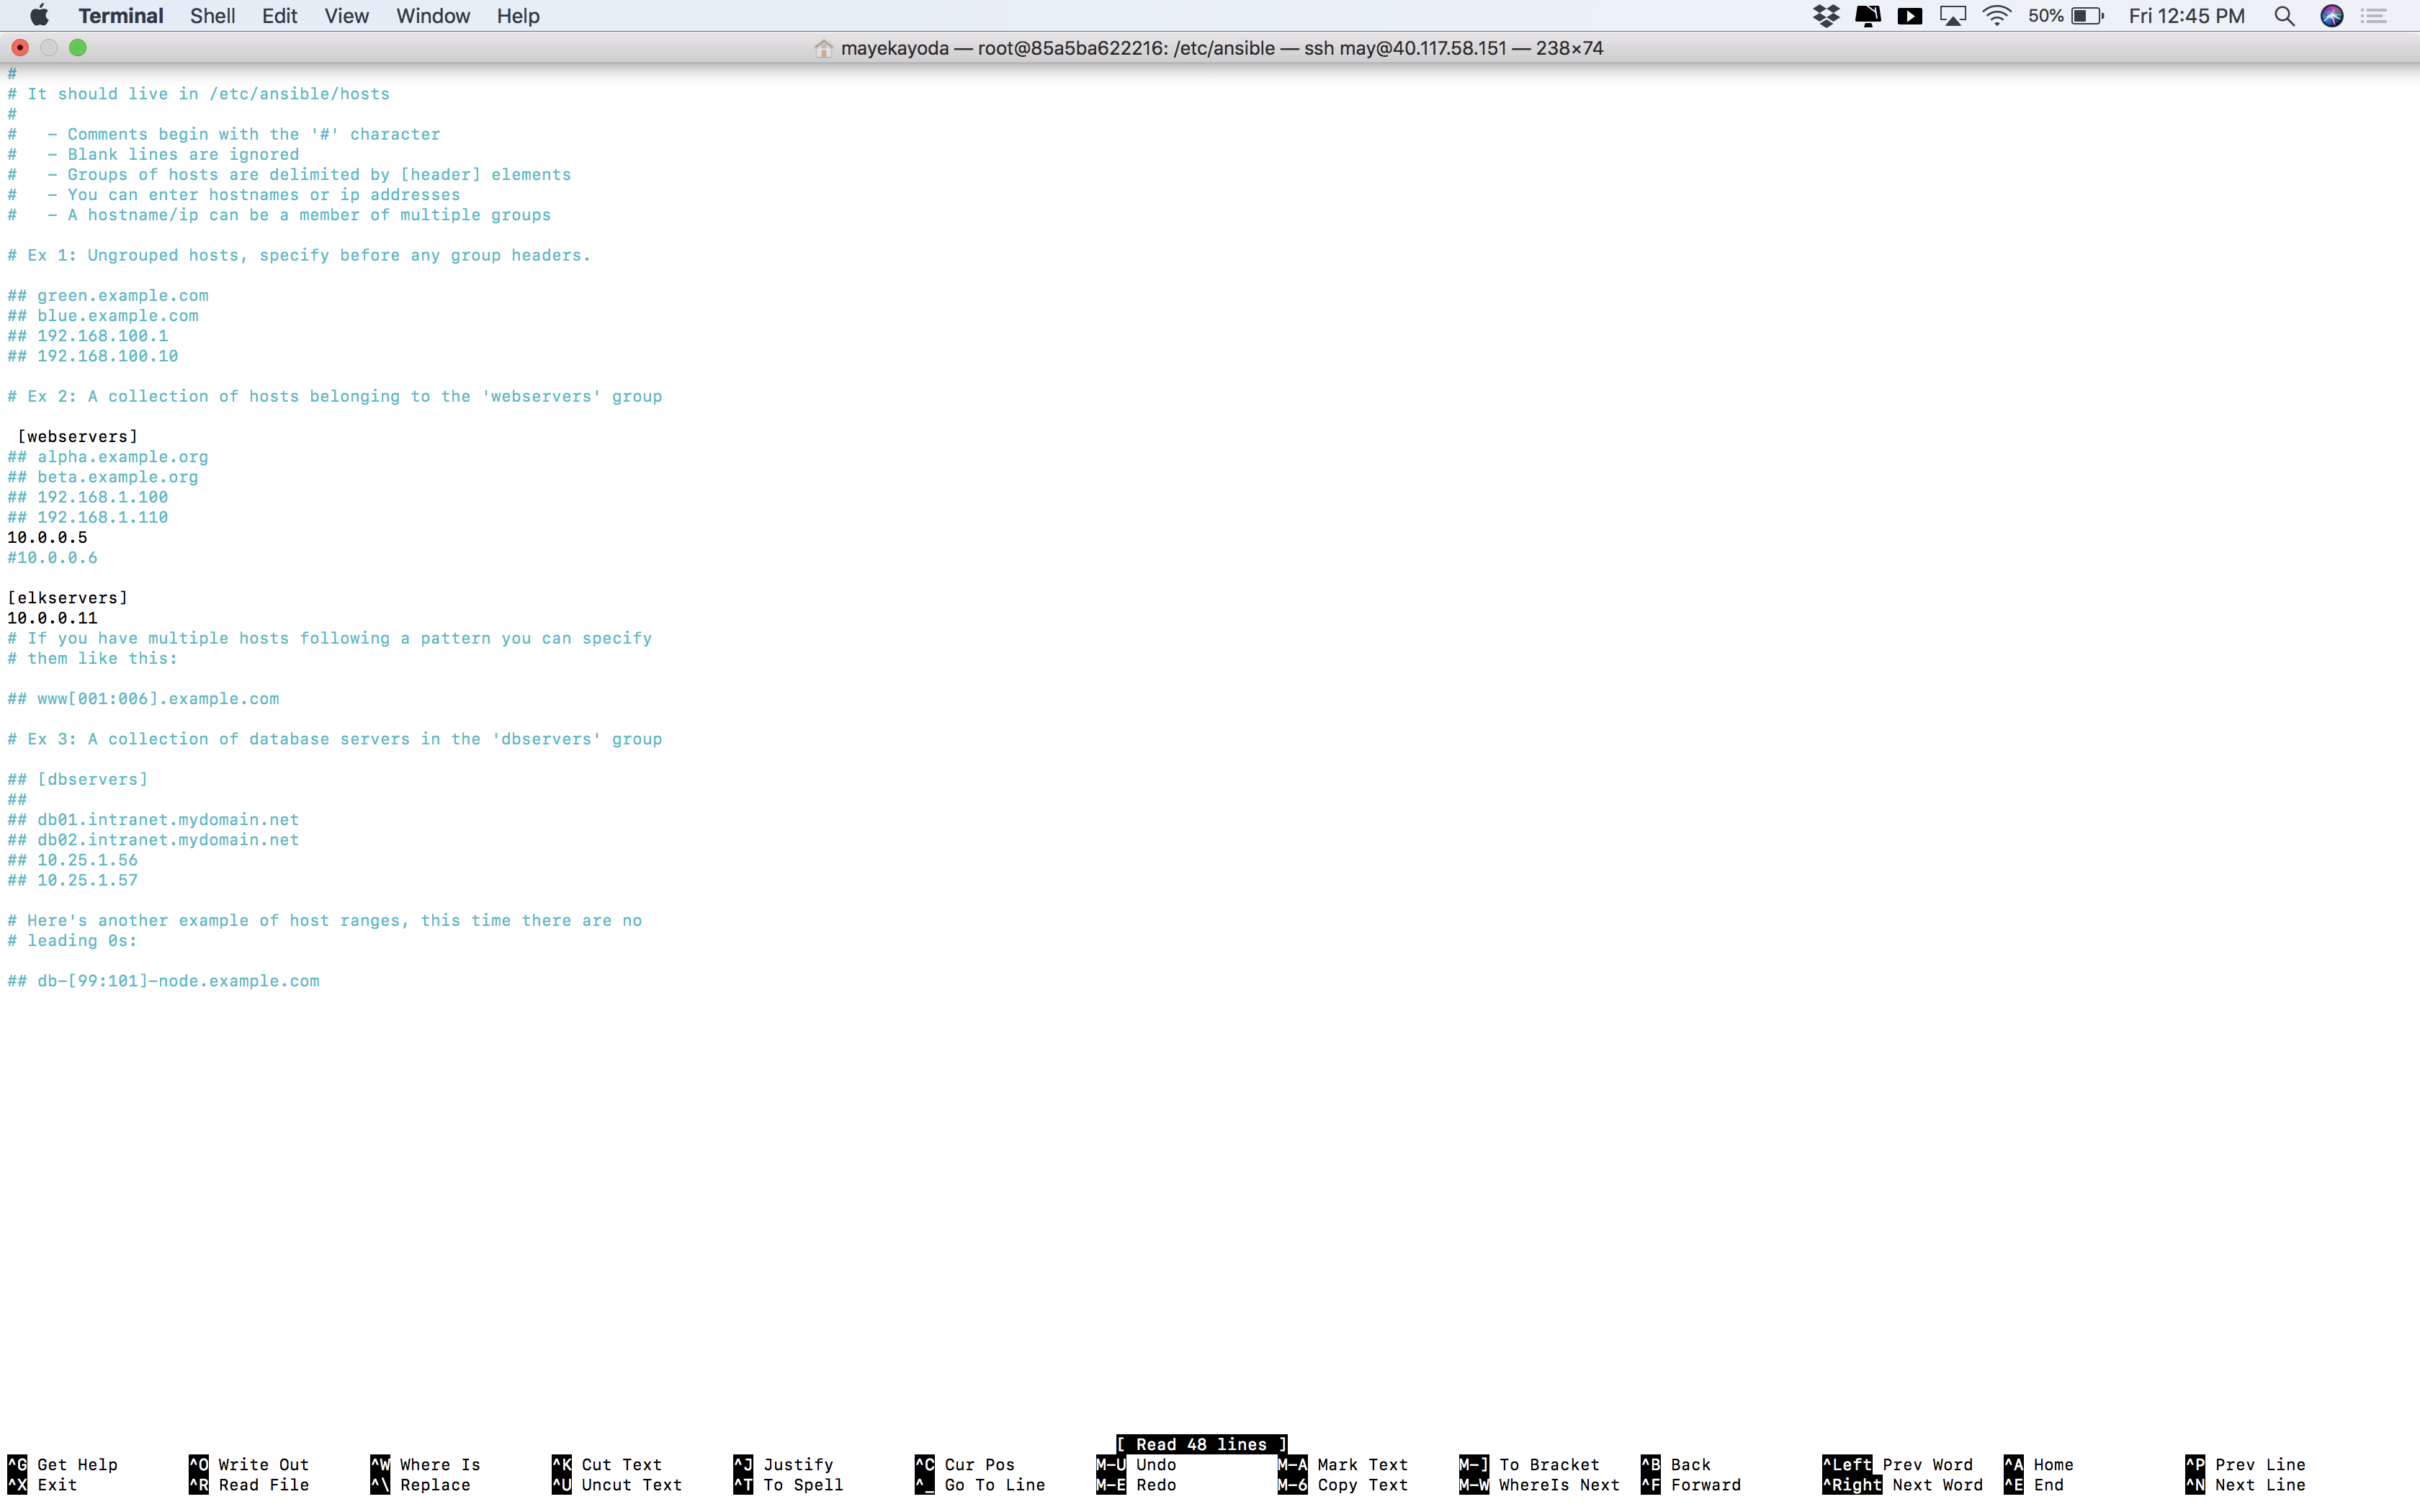 Terminal Shell Edit View Window Help 50% Fri 12:45 PM
mayekayoda — root@85a5ba622216: /etc/ansible — ssh may@40.117.58.151 — 238×74
#
# It should live in /etc/ansible/hosts
#
#   - Comments begin with the '#' character
#   - Blank lines are ignored
#   - Groups of hosts are delimited by [header] elements
#   - You can enter hostnames or ip addresses
#   - A hostname/ip can be a member of multiple groups
# Ex 1: Ungrouped hosts, specify before any group headers.
## green.example.com
## blue.example.com
## 192.168.100.1
## 192.168.100.10
# Ex 2: A collection of hosts belonging to the 'webservers' group
[webservers]
## alpha.example.org
## beta.example.org
## 192.168.1.100
## 192.168.1.110
10.0.0.5
#10.0.0.6
[elkservers]
10.0.0.11
# If you have multiple hosts following a pattern you can specify
# them like this:
## www[001:006].example.com
# Ex 3: A collection of database servers in the 'dbservers' group
## [dbservers]
##
## db01.intranet.mydomain.net
## db02.intranet.mydomain.net
## 10.25.1.56
## 10.25.1.57
# Here's another example of host ranges, this time there are no
# leading 0s:
## db-[99:101]-node.example.com
[ Read 48 lines ]
^G Get Help ^O Write Out ^W Where Is ^K Cut Text ^J Justify ^C Cur Pos M-U Undo M-A Mark Text M-] To Bracket ^B Back ^Left Prev Word ^A Home ^P Prev Line
^X Exit ^R Read File ^\ Replace ^U Uncut Text ^T To Spell ^_ Go To Line M-E Redo M-6 Copy Text M-W WhereIs Next ^F Forward ^Right Next Word ^E End ^N Next Line